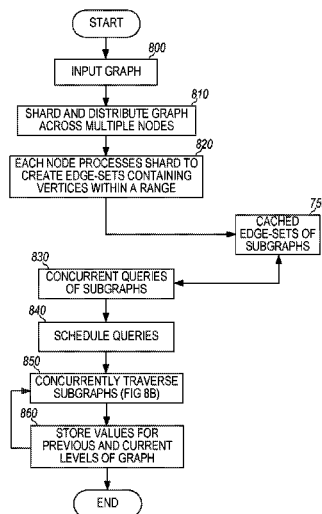 START
800
INPUT GRAPH
810
SHARD AND DISTRIBUTE GRAPH
ACROSS MULTIPLE NODES
820
EACH NODE PROCESSES SHARD TO
CREATE EDGE-SETS CONTAINING
VERTICES WITHIN A RANGE
75
CACHED
EDGE-SETS OF
SUBGRAPHS
830
CONCURRENT QUERIES
OF SUBGRAPHS
840
SCHEDULE QUERIES
850
CONCURRENTLY TRAVERSE
SUBGRAPHS (FIG 8B)
860
STORE VALUES FOR
PREVIOUS AND CURRENT
LEVELS OF GRAPH
END